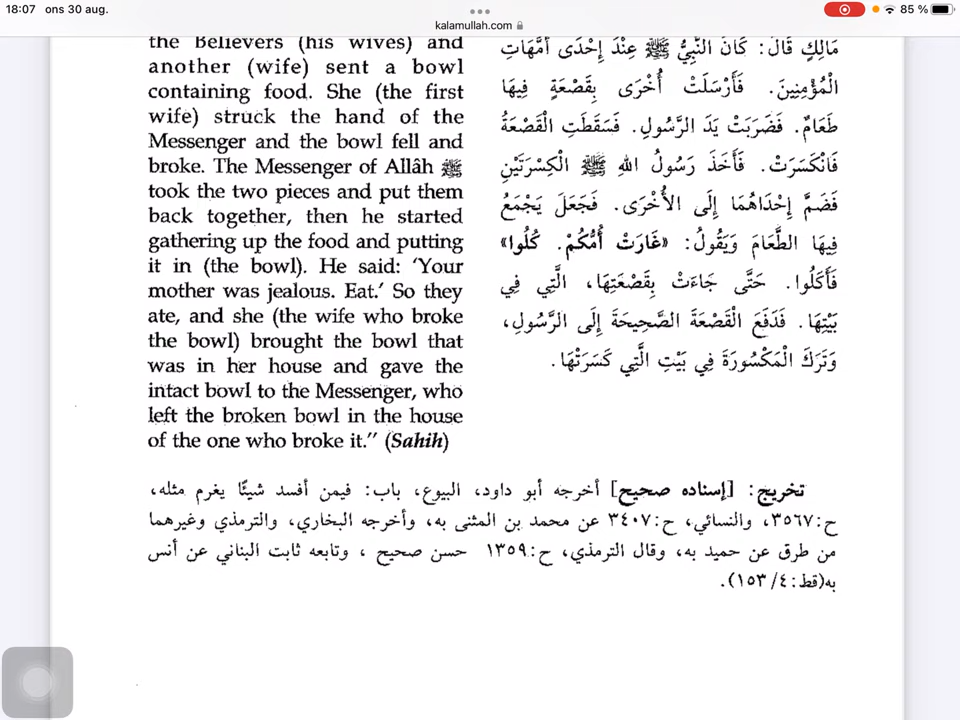 18:07 ons 30 aug.
85 %
kalamullah.com
the Believers (his wives) and
another (wife) sent a bowl
containing food. She (the first
wife) struck the hand of the
Messenger and the bowl fell and
broke. The Messenger of Allâh ﷺ
took the two pieces and put them
back together, then he started
gathering up the food and putting
it in (the bowl). He said: ‘Your
mother was jealous. Eat.’ So they
ate, and she (the wife who broke
the bowl) brought the bowl that
was in her house and gave the
intact bowl to the Messenger, who
left the broken bowl in the house
of the one who broke it.” (Sahih)
مَالِكٍ قَالَ: كَانَ النَّبِيُّ ﷺ عِنْدَ إِحْدَى أُمَّهَاتِ
الْمُؤْمِنِينَ. فَأَرْسَلَتْ أُخْرَى بِقَصْعَةٍ فِيهَا
طَعَامٌ. فَضَرَبَتْ يَدَ الرَّسُولِ. فَسَقَطَتِ الْقَصْعَةُ
فَانْكَسَرَتْ. فَأَخَذَ رَسُولُ اللهِ ﷺ الْكِسْرَتَيْنِ
فَضَمَّ إِحْدَاهُمَا إِلَى الأُخْرَى. فَجَعَلَ يَجْمَعُ
فِيهَا الطَّعَامَ وَيَقُولُ: «غَارَتْ أُمُّكُمْ. كُلُوا»
فَأَكَلُوا. حَتَّى جَاءَتْ بِقَصْعَتِهَا، الَّتِي فِي
بَيْتِهَا. فَدَفَعَ الْقَصْعَةَ الصَّحِيحَةَ إِلَى الرَّسُولِ،
وَتَرَكَ الْمَكْسُورَةَ فِي بَيْتِ الَّتِي كَسَرَتْهَا.
تخريج: [إسناده صحيح] أخرجه أبو داود، البيوع، باب: فيمن أفسد شيئًا يغرم مثله،
ح:٣٥٦٧، والنسائي، ح:٣٤٠٧ عن محمد بن المثنى به، وأخرجه البخاري، والترمذي وغيرهما
من طرق عن حميد به، وقال الترمذي، ح:١٣٥٩ حسن صحيح ، وتابعه ثابت البناني عن أنس
به(قط:٤/ ١٥٣).